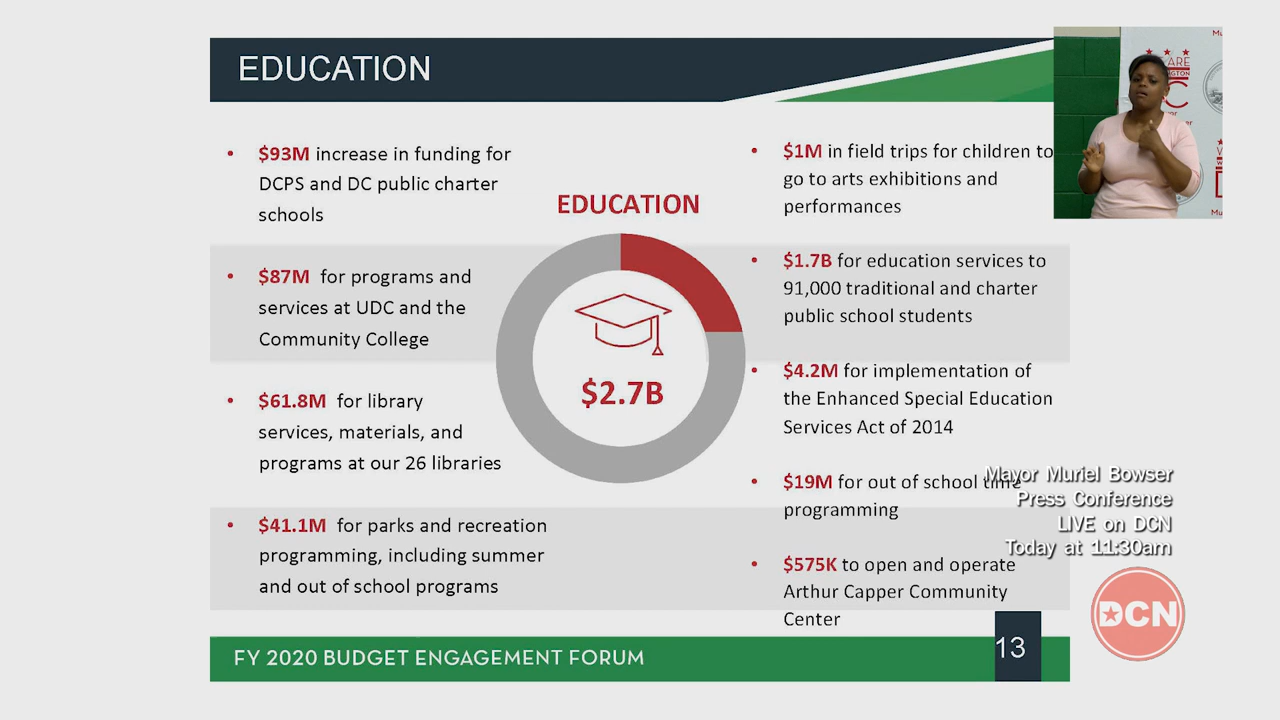 EDUCATION
• $93M increase in funding for
DCPS and DC public charter
schools
• $87M for programs and
services at UDC and the
Community College
• $61.8M for library
services, materials, and
programs at our 26 libraries
• $41.1M for parks and recreation
programming, including summer
and out of school programs
EDUCATION
$2.7B
• $1M in field trips for children to
go to arts exhibitions and
performances
• $1.7B for education services to
91,000 traditional and charter
public school students
• $4.2M for implementation of
the Enhanced Special Education
Services Act of 2014
• $19M for out of school time
programming
• $575K to open and operate
Arthur Capper Community
Center
Mayor Muriel Bowser
Press Conference
LIVE on DCN
Today at 11:30am
DCN
FY 2020 BUDGET ENGAGEMENT FORUM
13